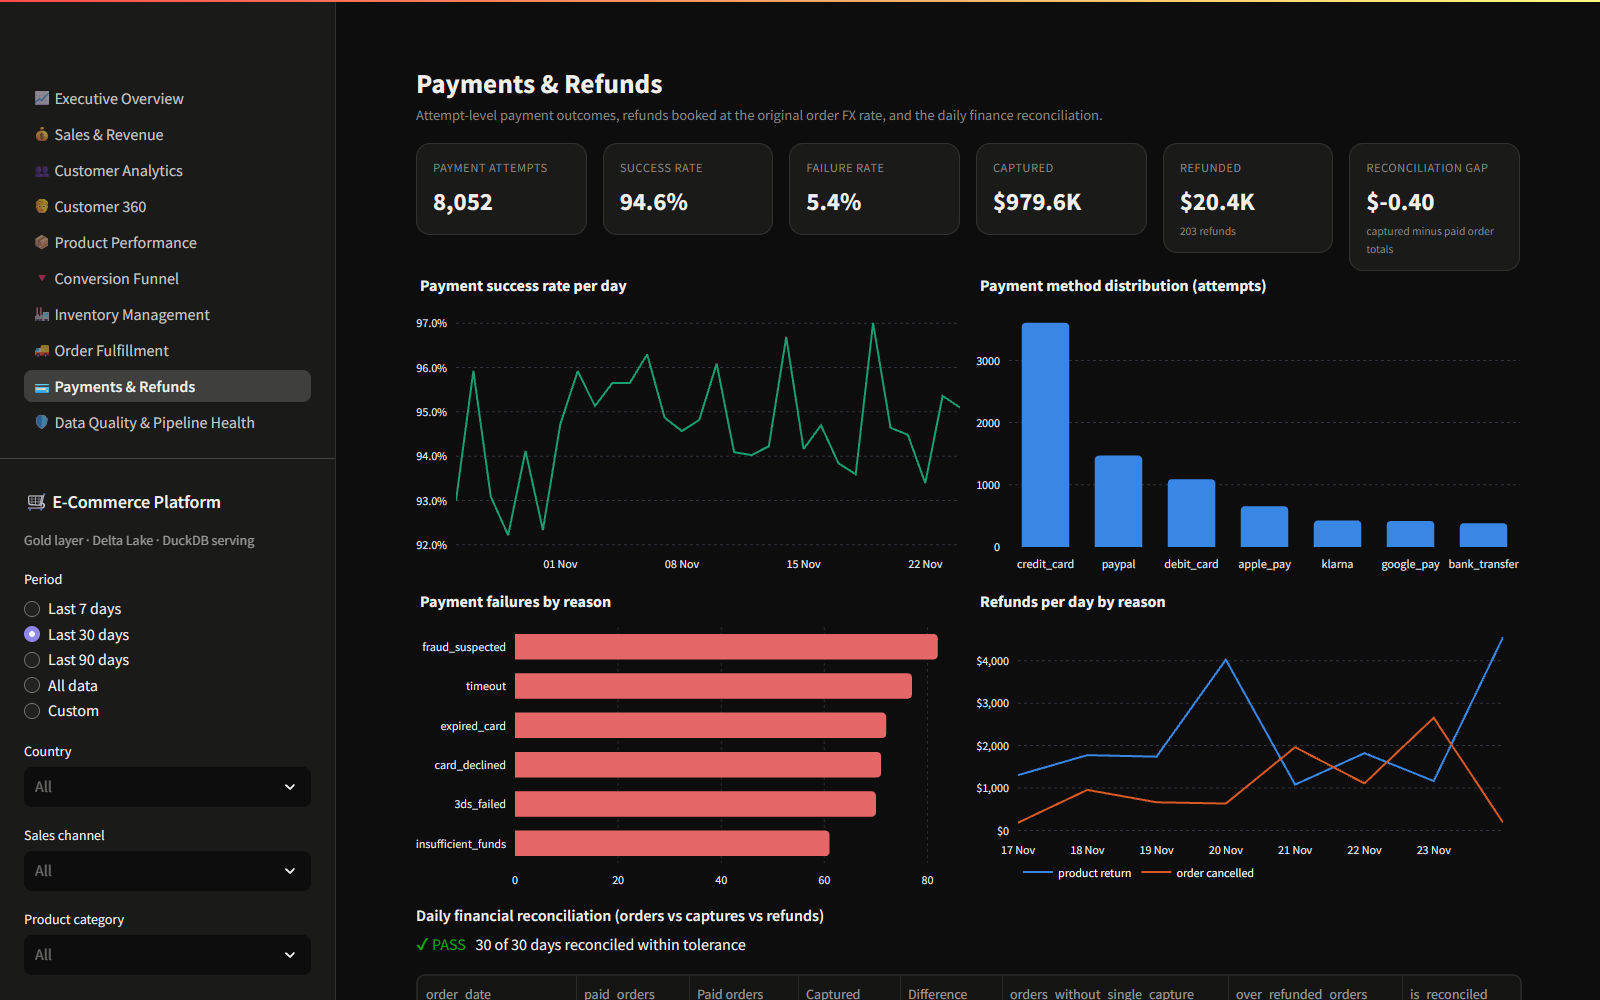 Executive Overview
Sales & Revenue
Customer Analytics
Customer 360
Product Performance
Conversion Funnel
Inventory Management
Order Fulfillment
Payments & Refunds
Data Quality & Pipeline Health
E-Commerce Platform
Gold layer · Delta Lake · DuckDB serving
Period
Last 7 days
Last 30 days
Last 90 days
All data
Custom
Country
All
Sales channel
All
Product category
All
Payments & Refunds
Attempt-level payment outcomes, refunds booked at the original order FX rate, and the daily finance reconciliation.
PAYMENT ATTEMPTS
8,052
SUCCESS RATE
94.6%
FAILURE RATE
5.4%
CAPTURED
$979.6K
REFUNDED
$20.4K
203 refunds
RECONCILIATION GAP
$-0.40
captured minus paid order
totals
Payment success rate per day
97.0%
96.0%
95.0%
94.0%
93.0%
92.0%
01 Nov 08 Nov 15 Nov 22 Nov
Payment method distribution (attempts)
3000
2000
1000
0
credit_card paypal debit_card apple_pay klarna google_pay bank_transfer
Payment failures by reason
fraud_suspected
timeout
expired_card
card_declined
3ds_failed
insufficient_funds
0 20 40 60 80
Refunds per day by reason
$4,000
$3,000
$2,000
$1,000
$0
17 Nov 18 Nov 19 Nov 20 Nov 21 Nov 22 Nov 23 Nov
product return order cancelled
Daily financial reconciliation (orders vs captures vs refunds)
✓ PASS 30 of 30 days reconciled within tolerance
order_date paid_orders Paid orders Captured Difference orders_without_single_capture over_refunded_orders is_reconciled